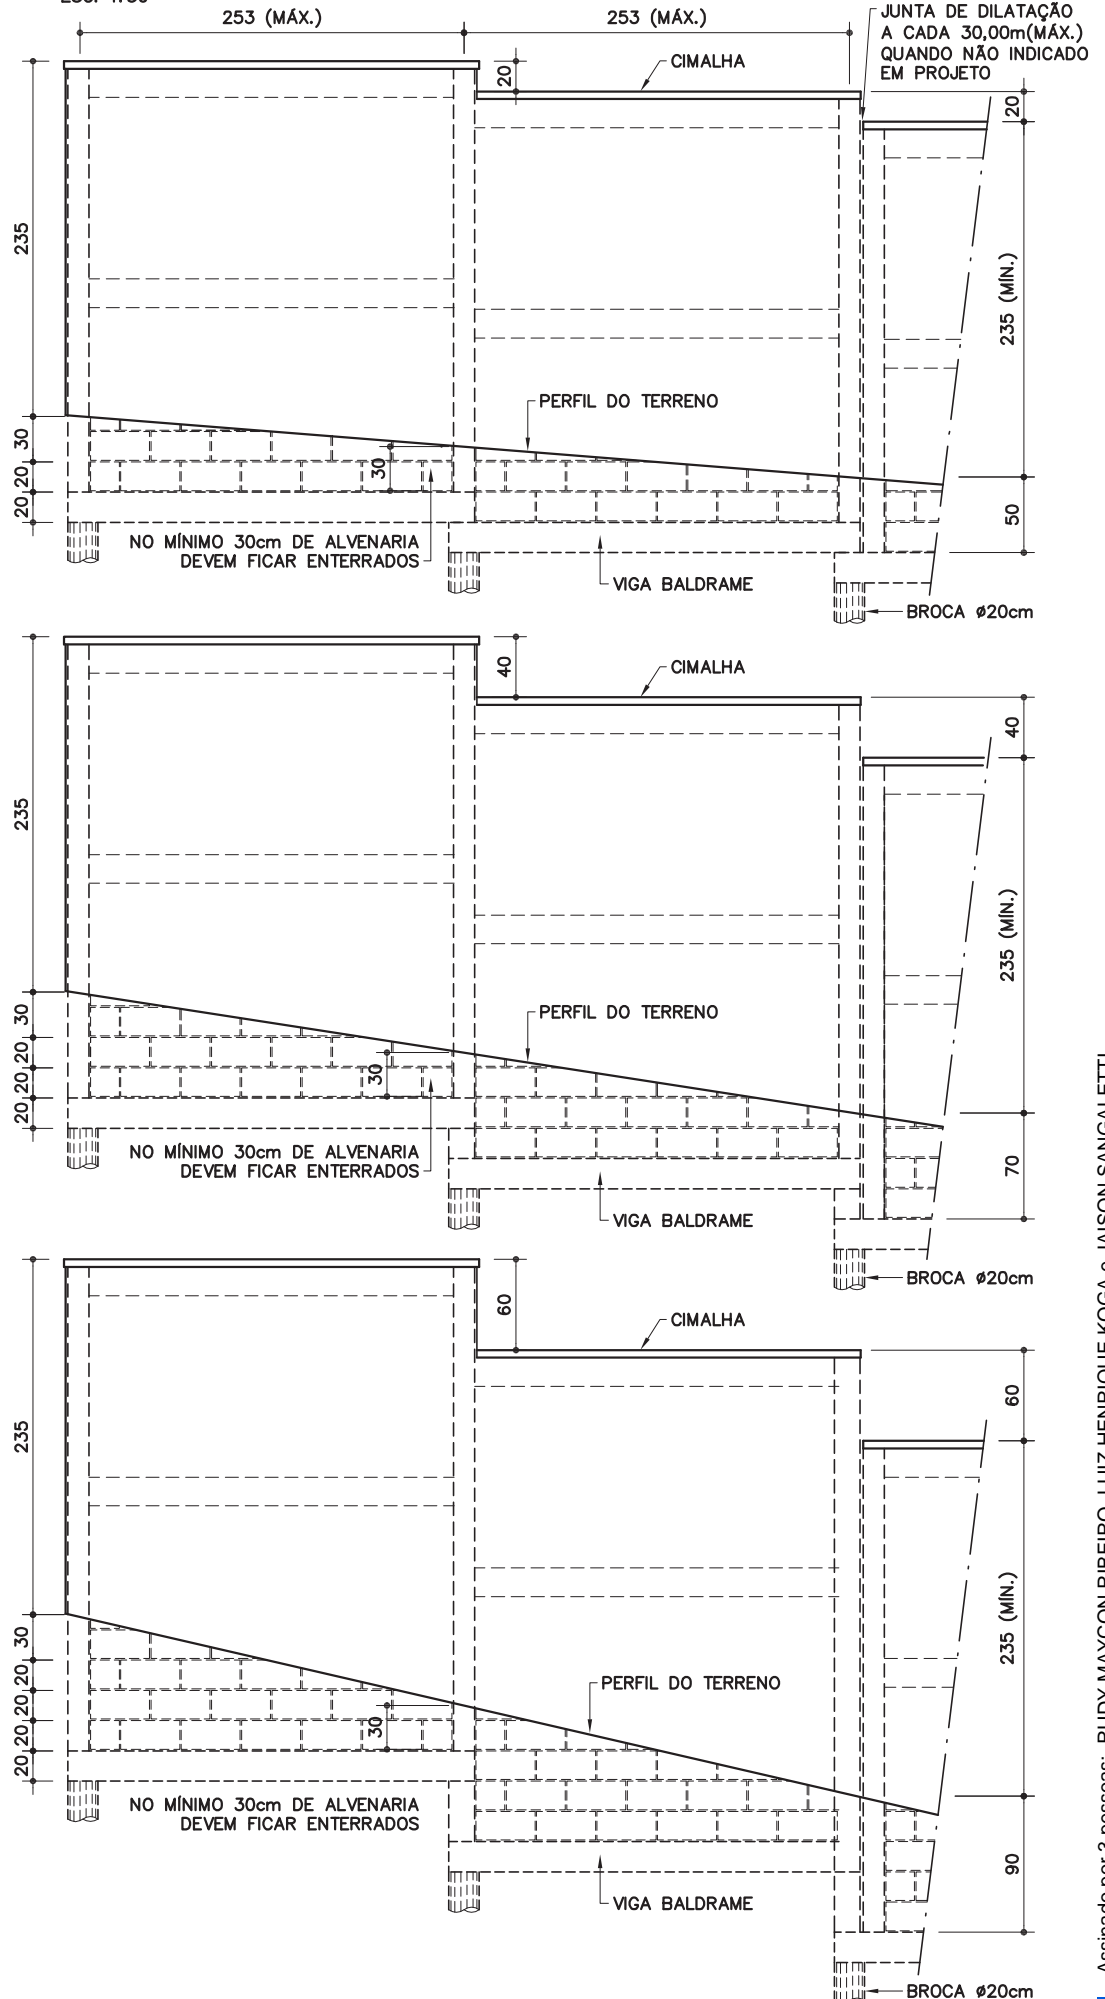 253 (MÁX.)
253 (MÁX.)
JUNTA DE DILATAÇÃO
A CADA 30,00m(MÁX.)
QUANDO NÃO INDICADO
EM PROJETO
20
CIMALHA
20
235
235 (MÍN.)
PERFIL DO TERRENO
30
30
20
20
50
NO MÍNIMO 30cm DE ALVENARIA
DEVEM FICAR ENTERRADOS
VIGA BALDRAME
BROCA ø20cm
40
CIMALHA
40
235
235 (MÍN.)
PERFIL DO TERRENO
30
30
20
20
20
70
NO MÍNIMO 30cm DE ALVENARIA
DEVEM FICAR ENTERRADOS
VIGA BALDRAME
BROCA ø20cm
60
CIMALHA
60
235
235 (MÍN.)
PERFIL DO TERRENO
30
30
20
20
20
20
90
NO MÍNIMO 30cm DE ALVENARIA
DEVEM FICAR ENTERRADOS
VIGA BALDRAME
BROCA ø20cm
Assinado por 3 pessoas: RUDY MAYCON RIBEIRO, LUIZ HENRIQUE KOGA e JAISON SANGALETTI